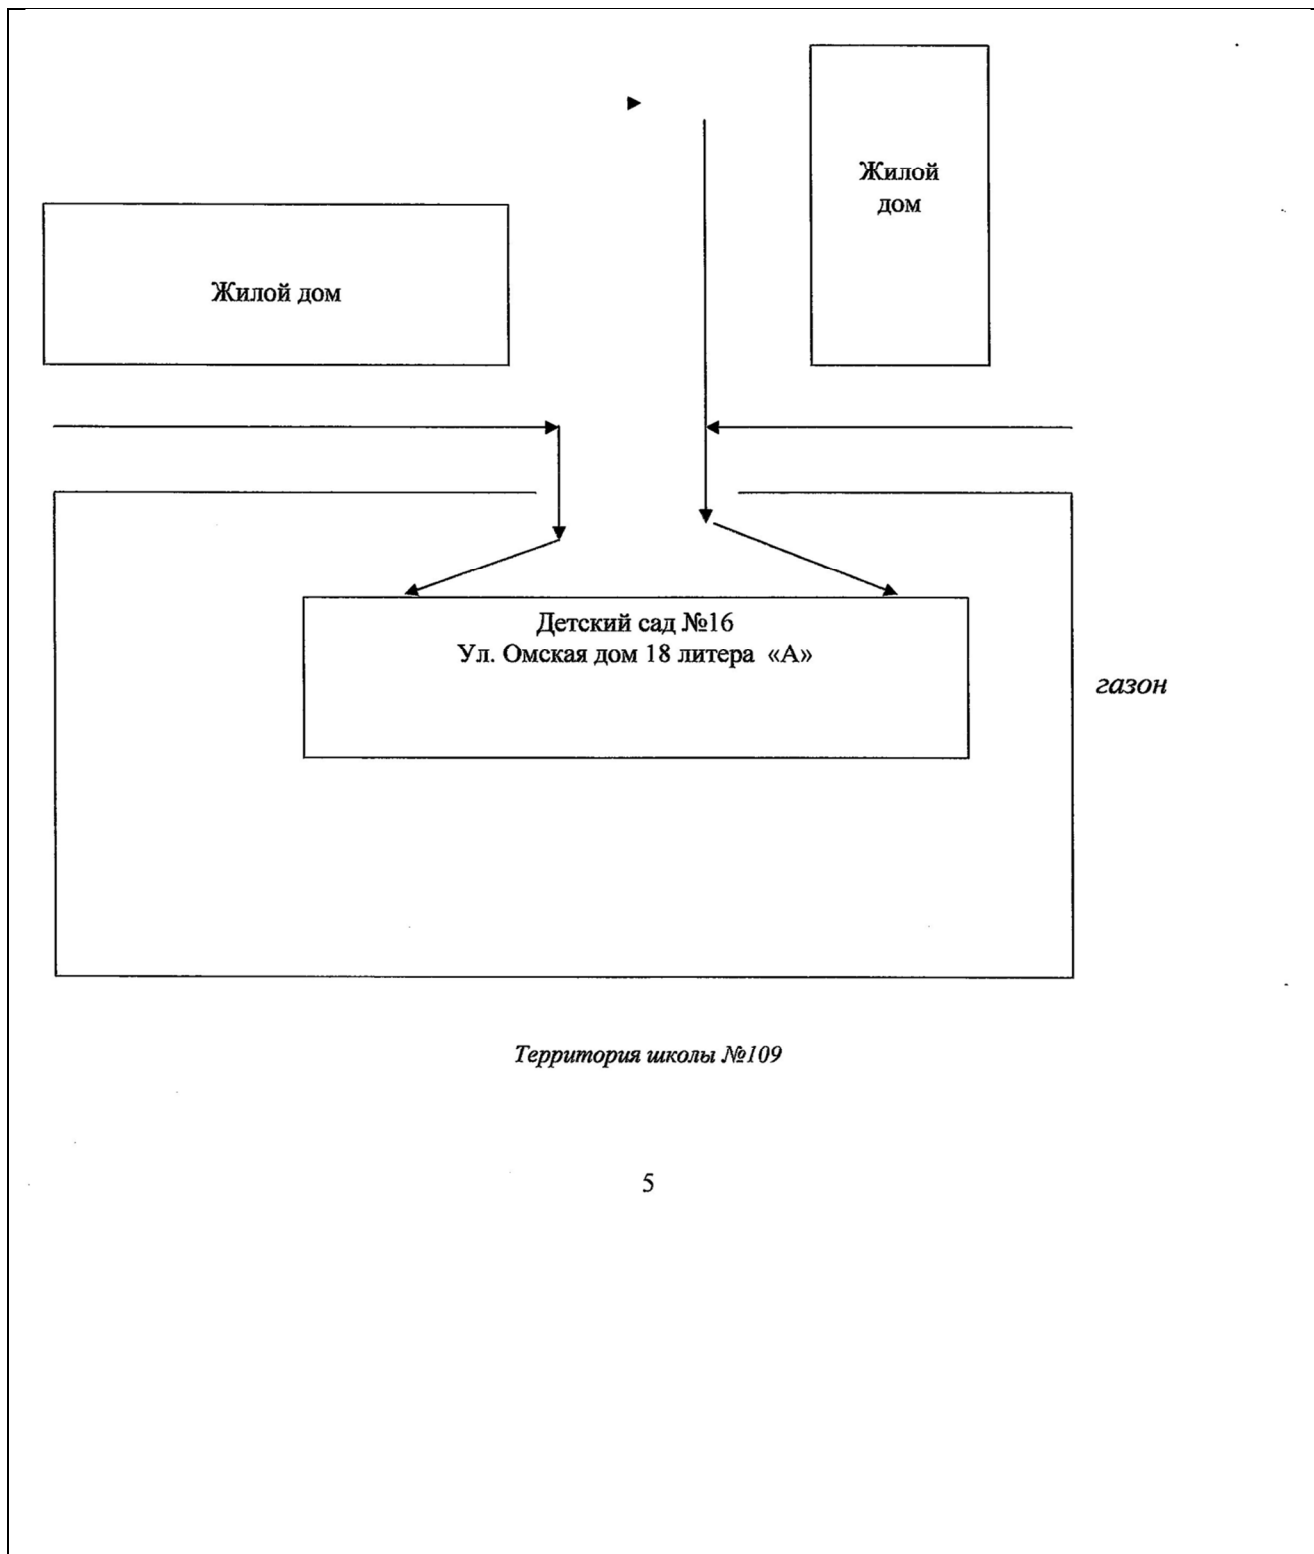 Жилой
дом
Жилой дом
Детский сад №16
Ул. Омская дом 18 литера «А»
газон
Территория школы №109
5